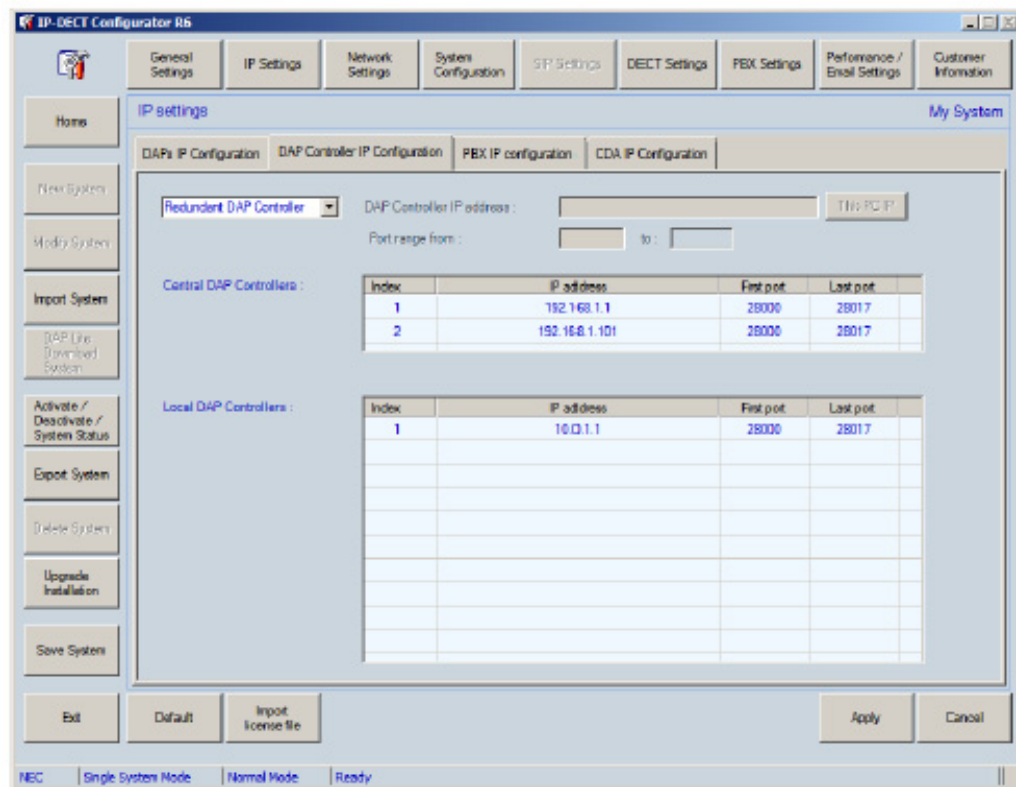 IP-DECT Configurator R6
General Settings
IP Settings
Network Settings
System Configuration
SIP Settings
DECT Settings
PBX Settings
Performance / Email Settings
Customer Information
Home
New System
Modify System
Import System
DAP Lite Download System
Activate / Deactivate / System Status
Export System
Delete System
Upgrade Installation
Save System
Exit
IP settings
My System
DAPs IP Configuration
DAP Controller IP Configuration
PBX IP configuration
CDA IP Configuration
Redundent DAP Controller
DAP Controller IP address :
This PC IP
Port range from :
to :
Central DAP Controllers :
Index IP address First port Last port
1 192.168.1.1 28000 28017
2 192.168.1.101 28000 28017
Local DAP Controllers :
Index IP address First port Last port
1 10.0.1.1 28000 28017
Default
Import license file
Apply
Cancel
NEC
Single System Mode
Normal Mode
Ready